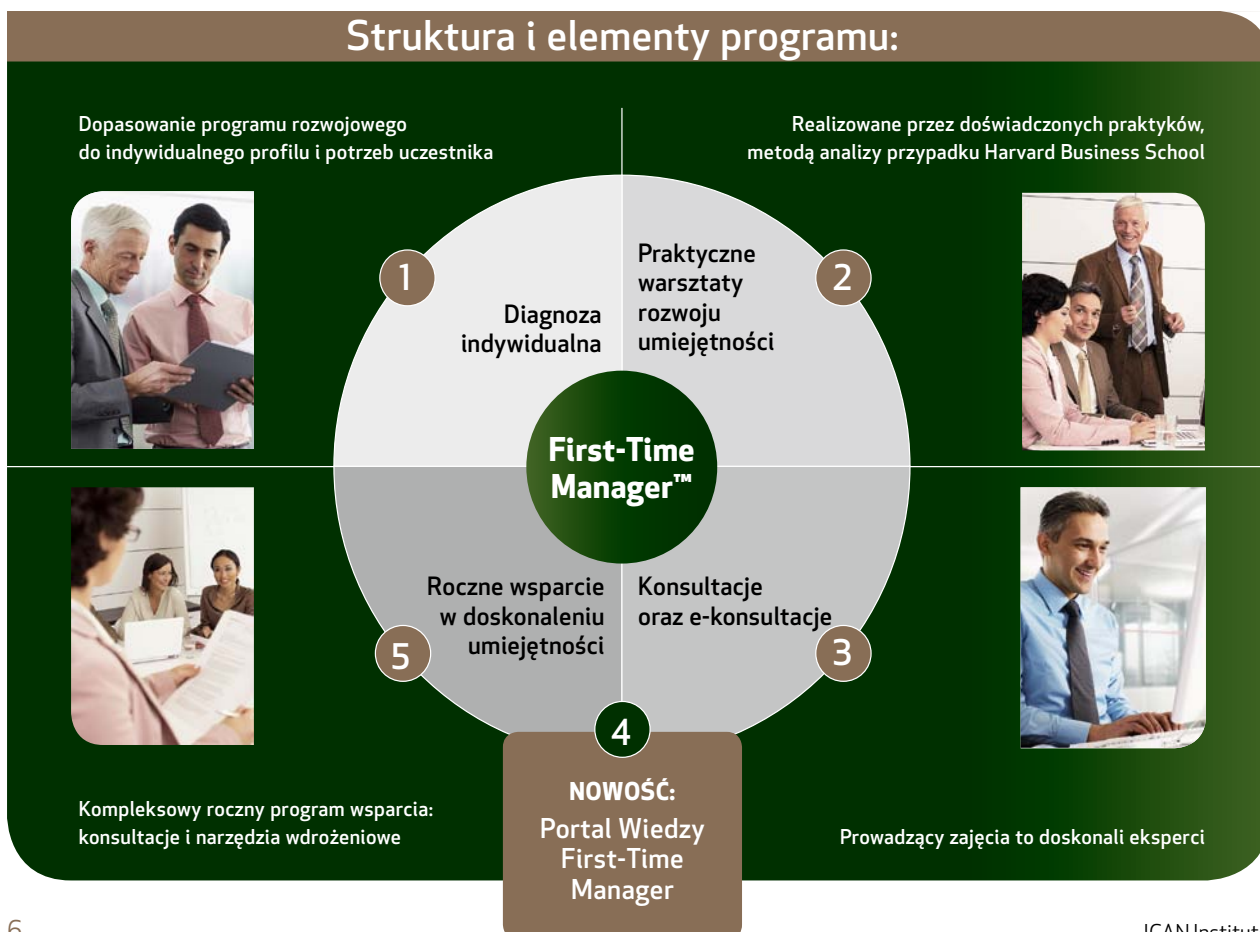 Struktura i elementy programu:
Dopasowanie programu rozwojowego
do indywidualnego profilu i potrzeb uczestnika
Realizowane przez doświadczonych praktyków,
metodą analizy przypadku Harvard Business School
1
Diagnoza
indywidualna
Praktyczne
warsztaty
rozwoju
umiejętności
2
First-Time
Manager™
Roczne wsparcie
w doskonaleniu
umiejętności
5
Konsultacje
oraz e-konsultacje
3
4
NOWOŚĆ:
Portal Wiedzy
First-Time
Manager
Kompleksowy roczny program wsparcia:
konsultacje i narzędzia wdrożeniowe
Prowadzący zajęcia to doskonali eksperci
6
ICAN Institut